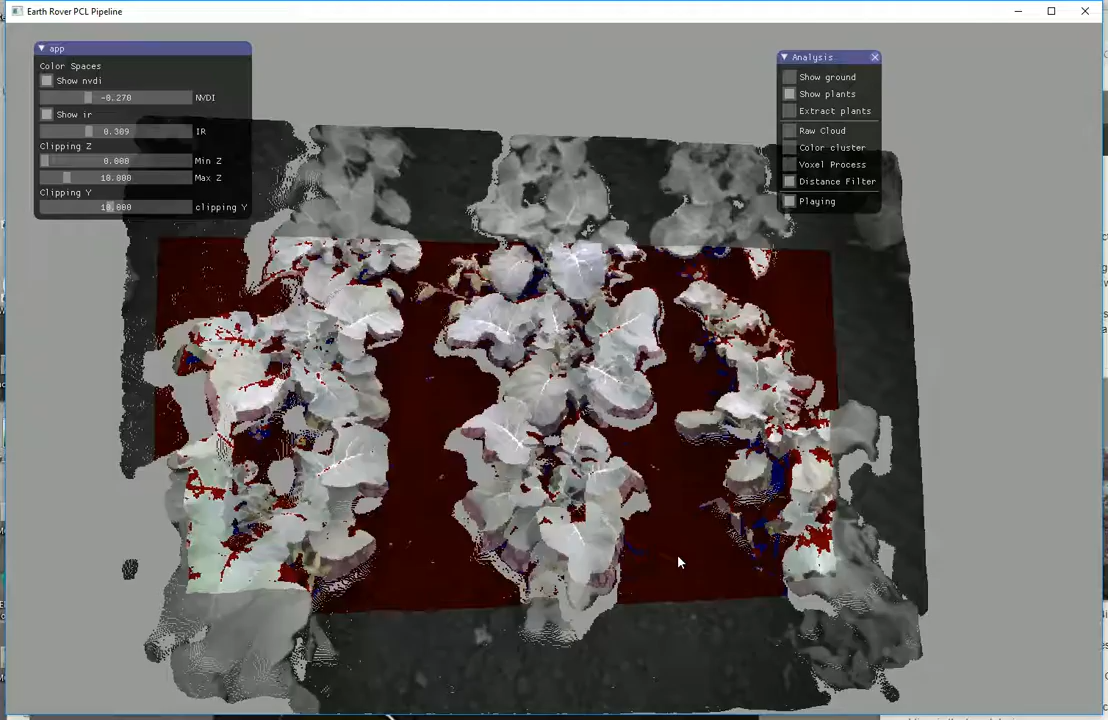 Earth Rover PCL Pipeline
app
Color Spaces
Show nvdi
-0.270 NVDI
Show ir
0.309 IR
Clipping Z
0.000 Min Z
10.000 Max Z
Clipping Y
10.000 clipping Y
Analysis
Show ground
Show plants
Extract plants
Raw Cloud
Color cluster
Voxel Process
Distance Filter
Playing